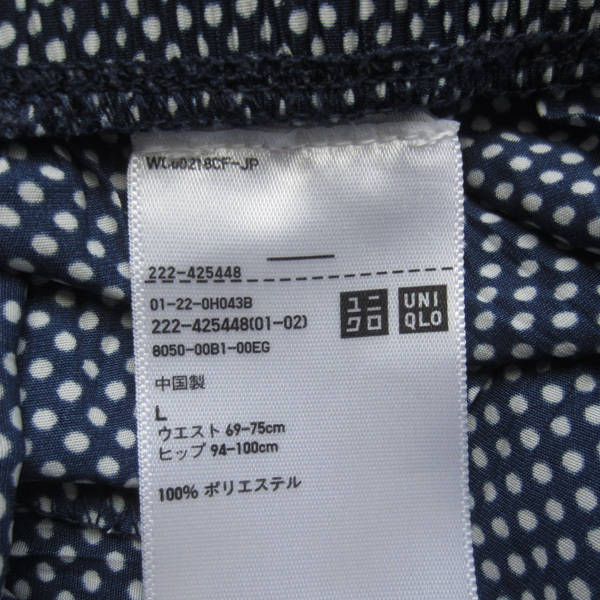 222-425448
01-22-0H043B
222-425448(01-02)
8050-00B1-00EG
ユニクロ
UNIQLO
中国製
L
ウエスト 69-75cm
ヒップ 94-100cm
100% ポリエステル